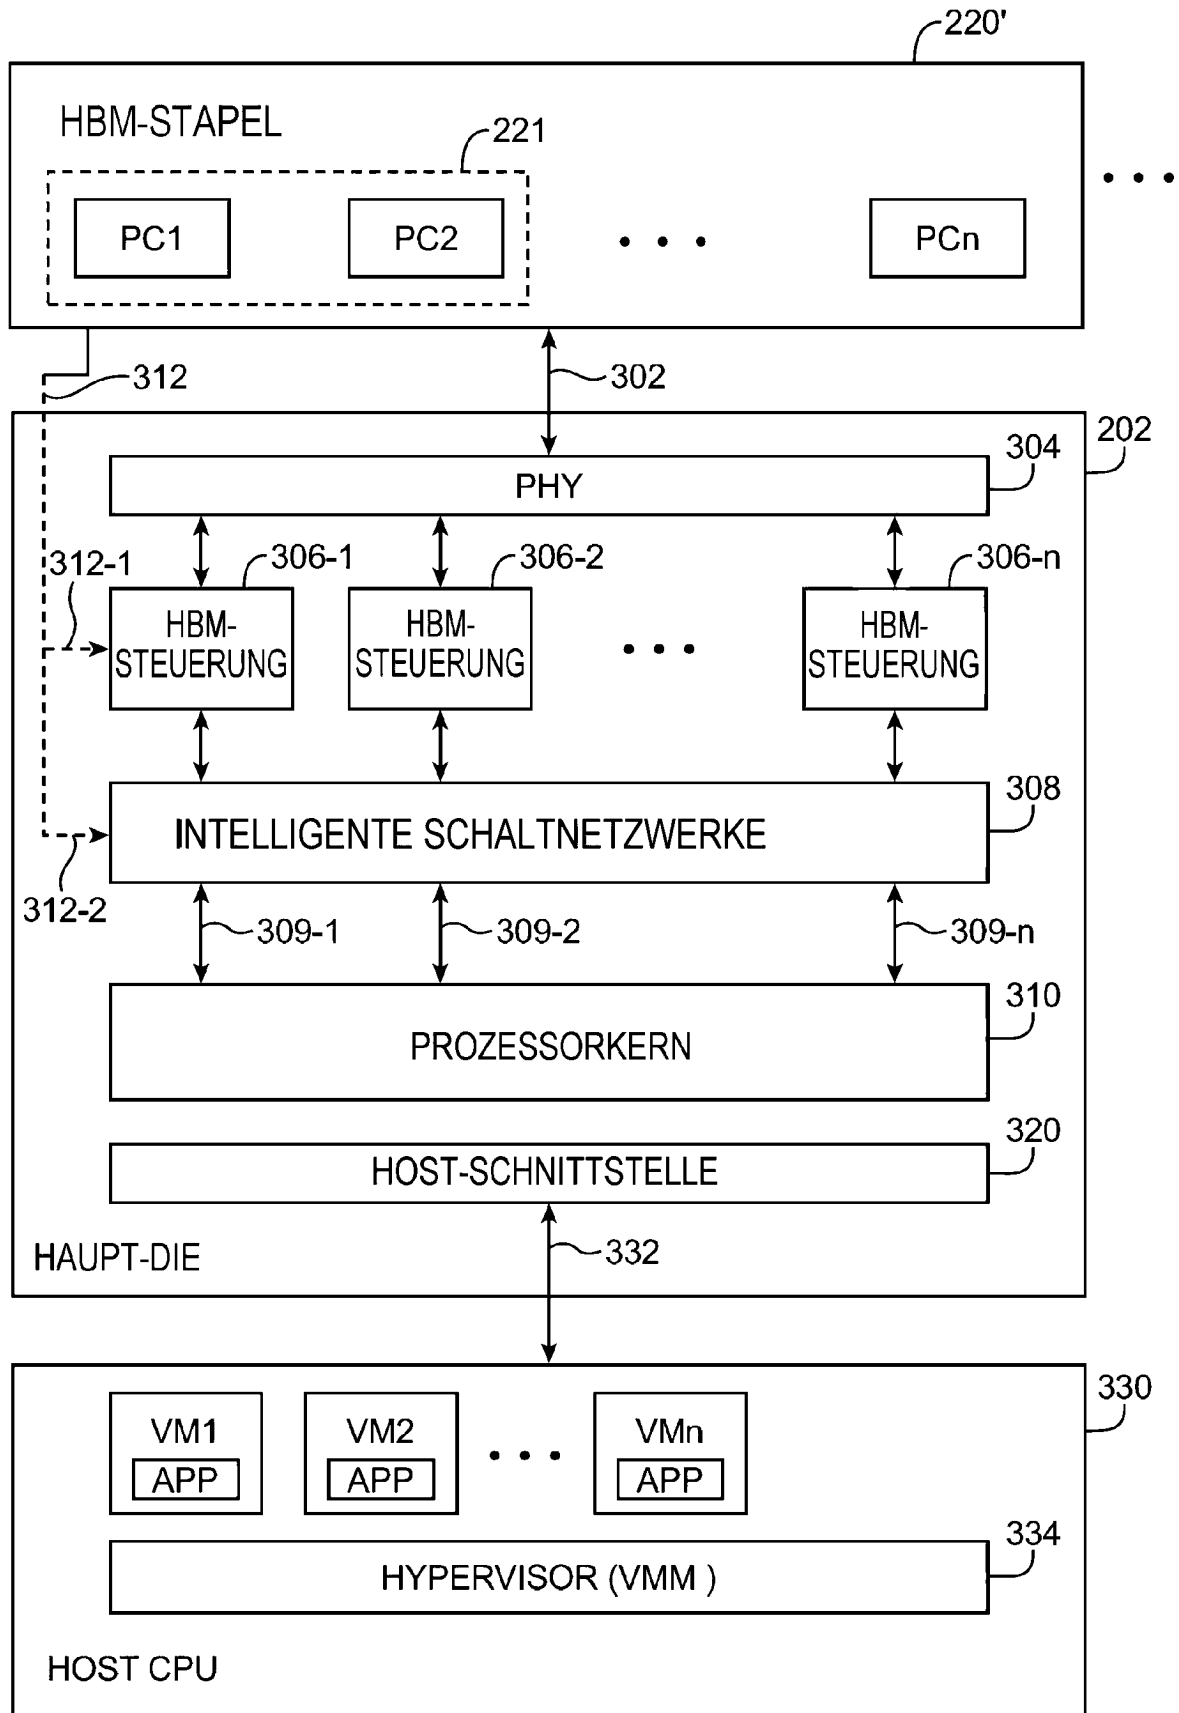 220'
HBM-STAPEL
221
PC1
PC2
PCn
312
302
202
304
PHY
312-1
306-1
306-2
306-n
HBM-
STEUERUNG
HBM-
STEUERUNG
HBM-
STEUERUNG
308
INTELLIGENTE SCHALTNETZWERKE
312-2
309-1
309-2
309-n
310
PROZESSORKERN
320
HOST-SCHNITTSTELLE
332
HAUPT-DIE
330
VM1
APP
VM2
APP
VMn
APP
334
HYPERVISOR (VMM )
HOST CPU